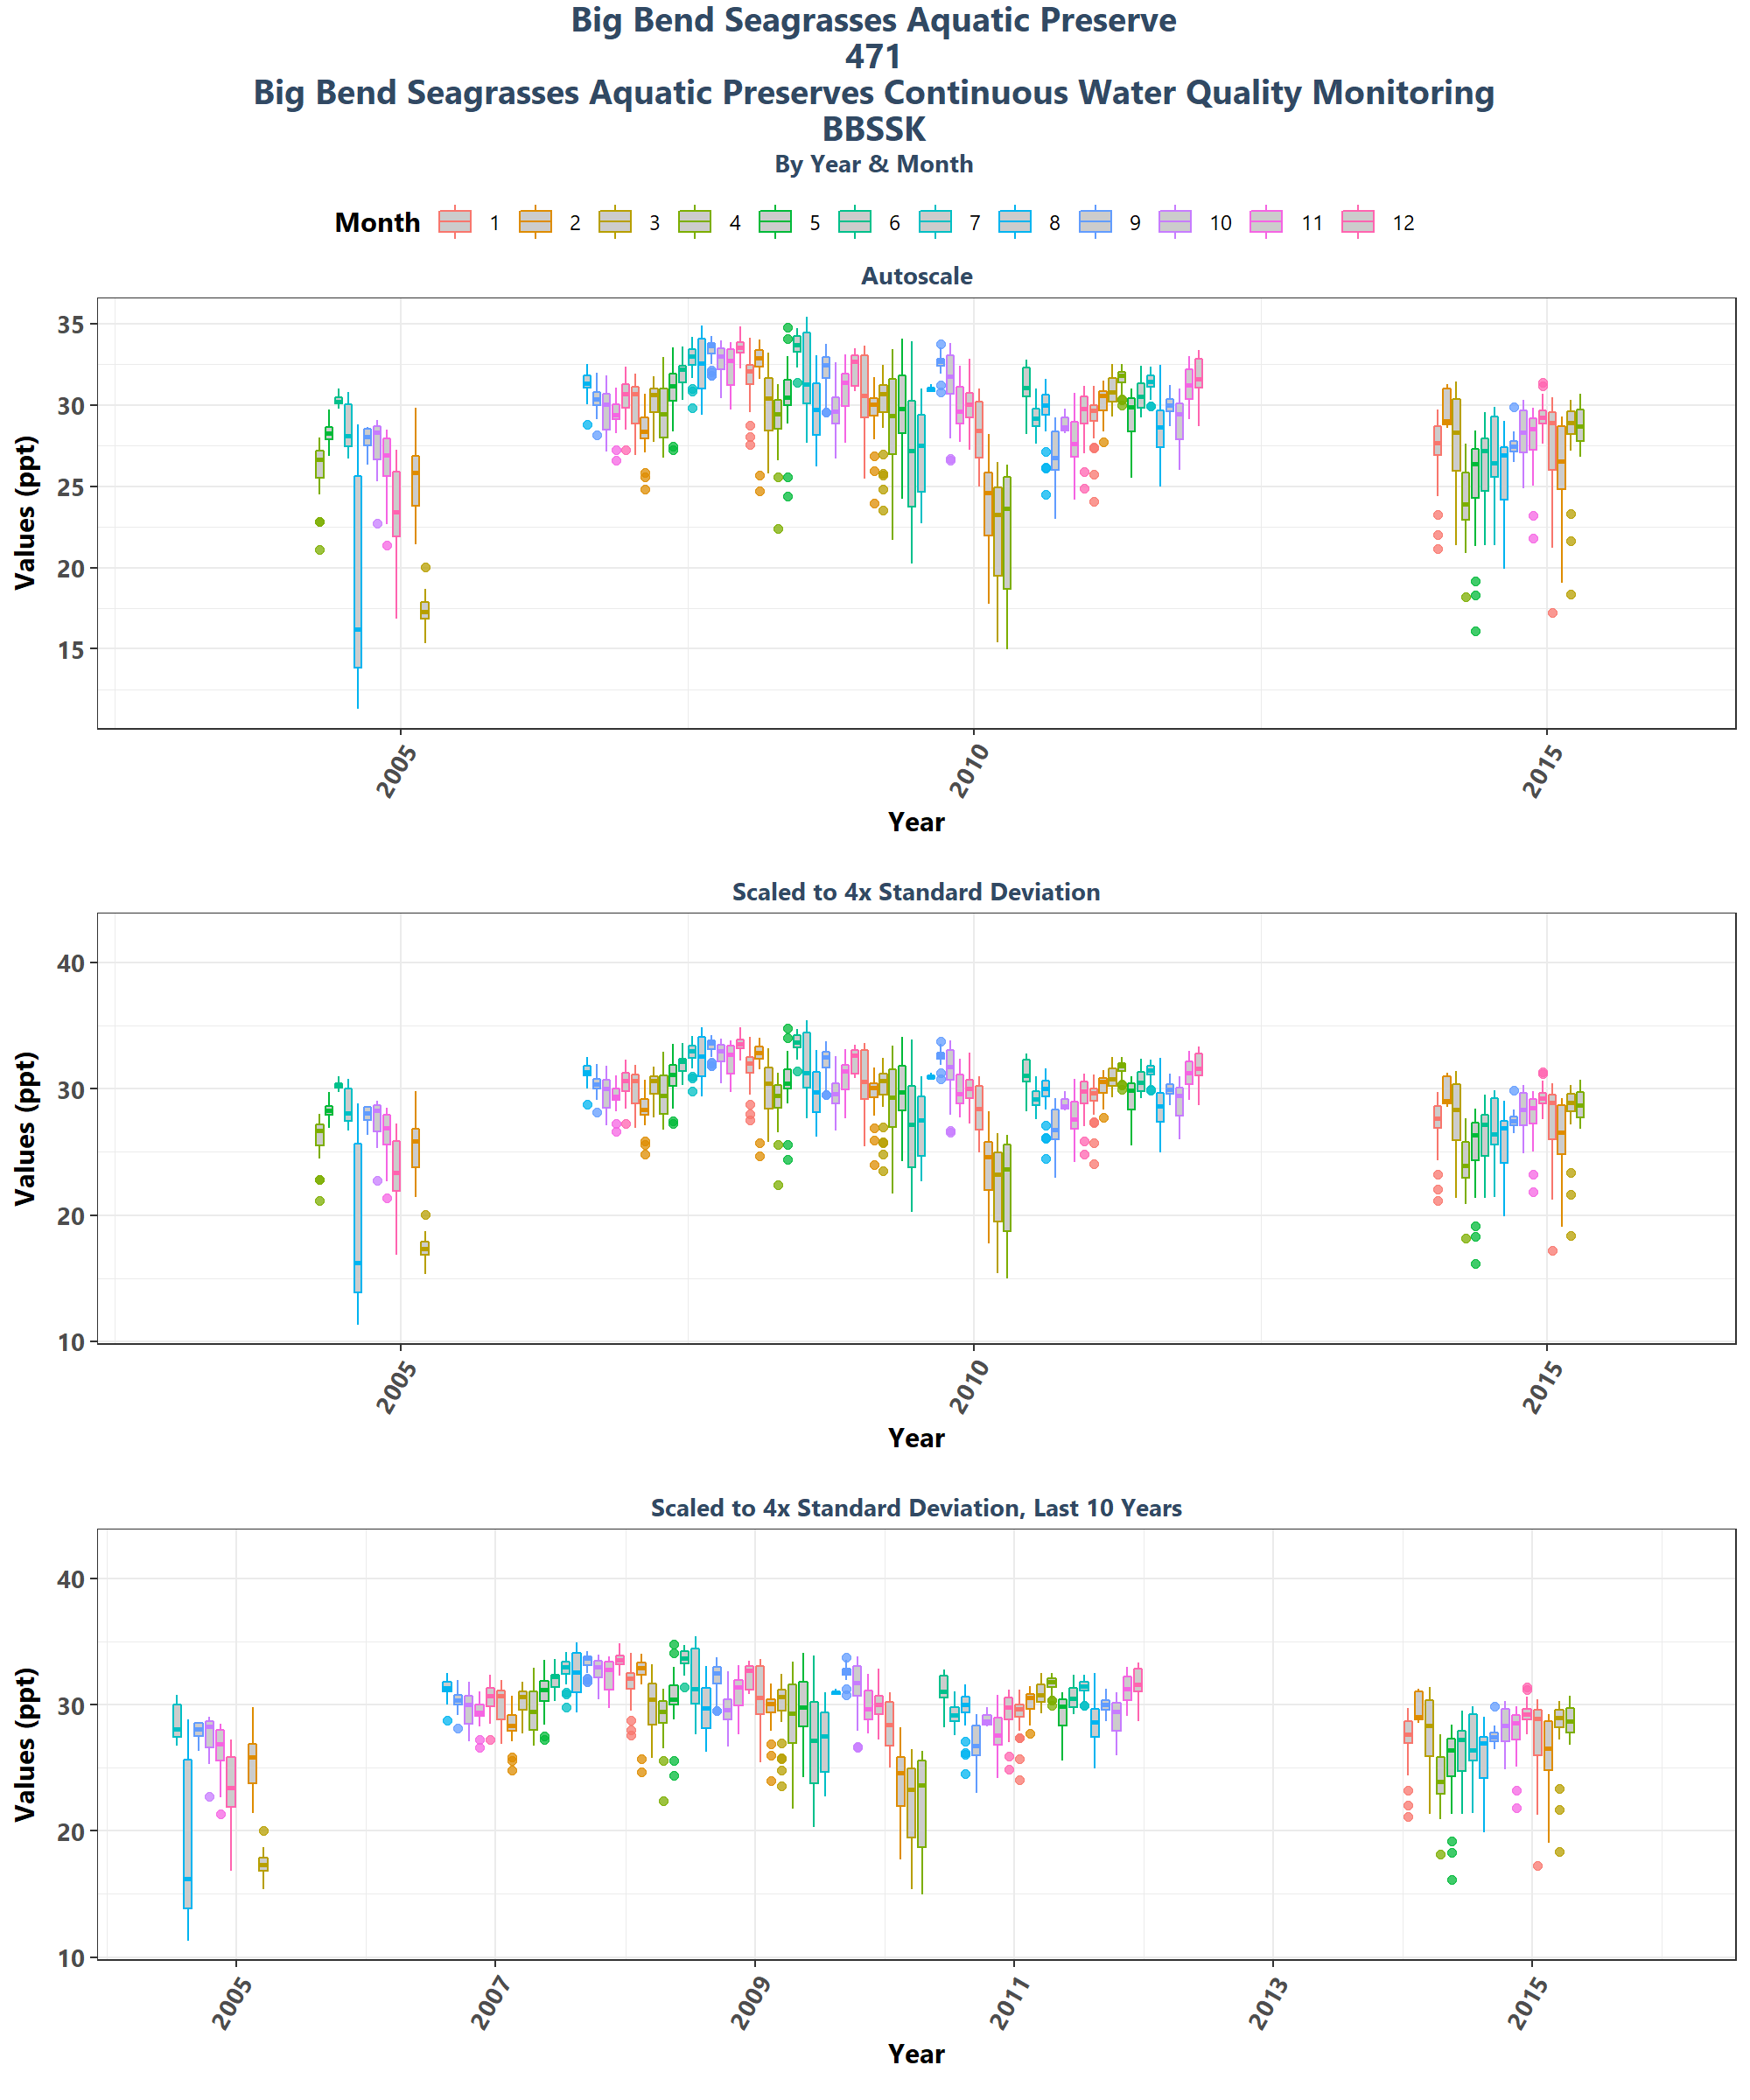 Big Bend Seagrasses Aquatic Preserve
471
Big Bend Seagrasses Aquatic Preserves Continuous Water Quality Monitoring
BBSSK
By Year & Month
Month 1 2 3 4 5 6 7 8 9 10 11 12
Autoscale
Values (ppt)
35
30
25
20
15
2005 2010 2015
Year
Scaled to 4x Standard Deviation
Values (ppt)
40
30
20
10
2005 2010 2015
Year
Scaled to 4x Standard Deviation, Last 10 Years
Values (ppt)
40
30
20
10
2005 2007 2009 2011 2013 2015
Year